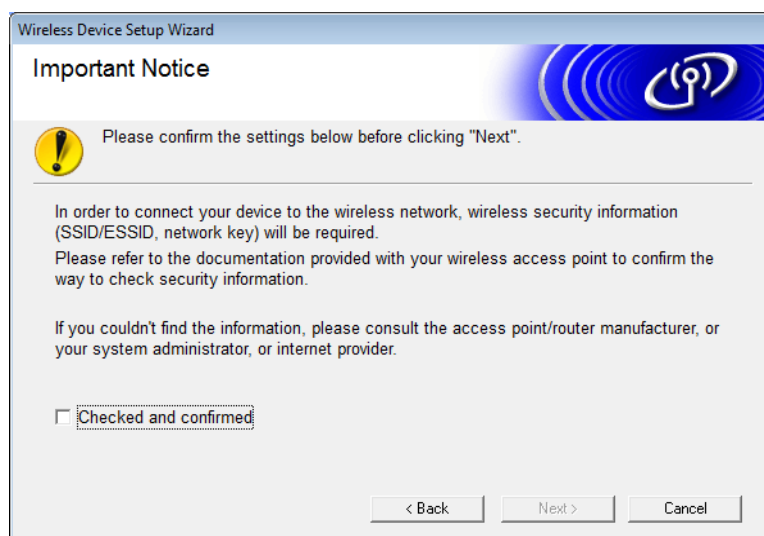 Wireless Device Setup Wizard
Important Notice
Please confirm the settings below before clicking "Next".
In order to connect your device to the wireless network, wireless security information
(SSID/ESSID, network key) will be required.
Please refer to the documentation provided with your wireless access point to confirm the
way to check security information.
If you couldn't find the information, please consult the access point/router manufacturer, or
your system administrator, or internet provider.
Checked and confirmed
< Back
Next >
Cancel